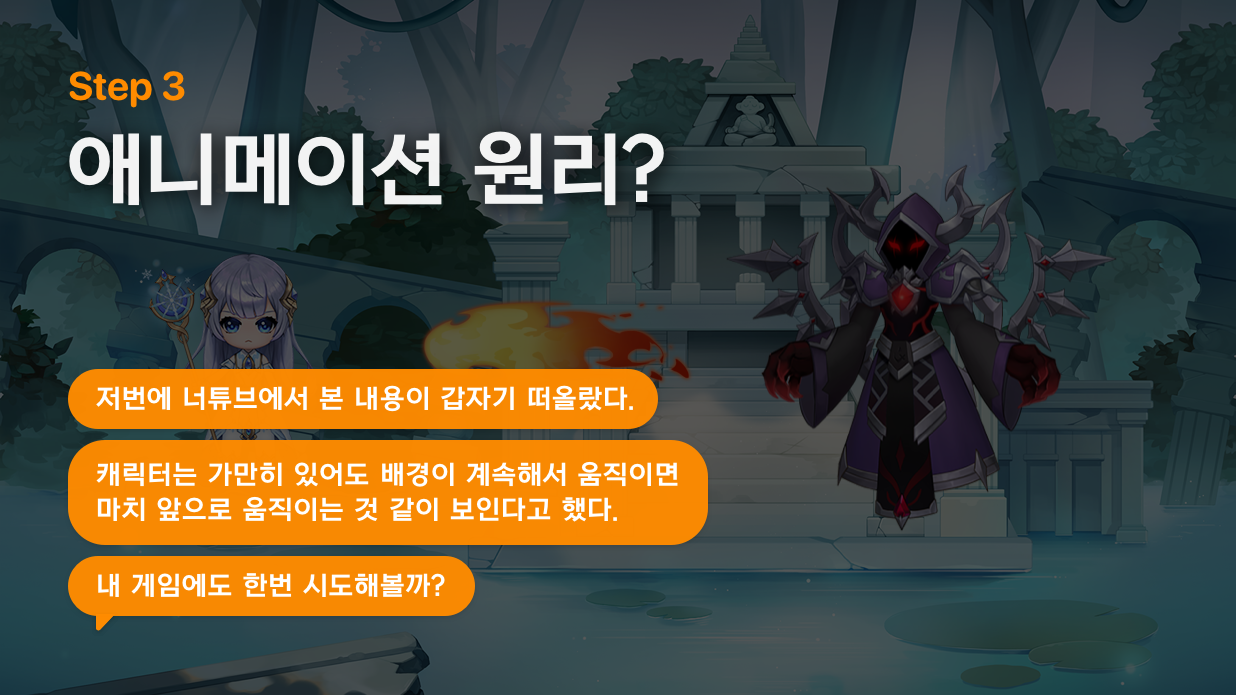 Step 3
애니메이션 원리?
저번에 너튜브에서 본 내용이 갑자기 떠올랐다.
캐릭터는 가만히 있어도 배경이 계속해서 움직이면
마치 앞으로 움직이는 것 같이 보인다고 했다.
내 게임에도 한번 시도해볼까?